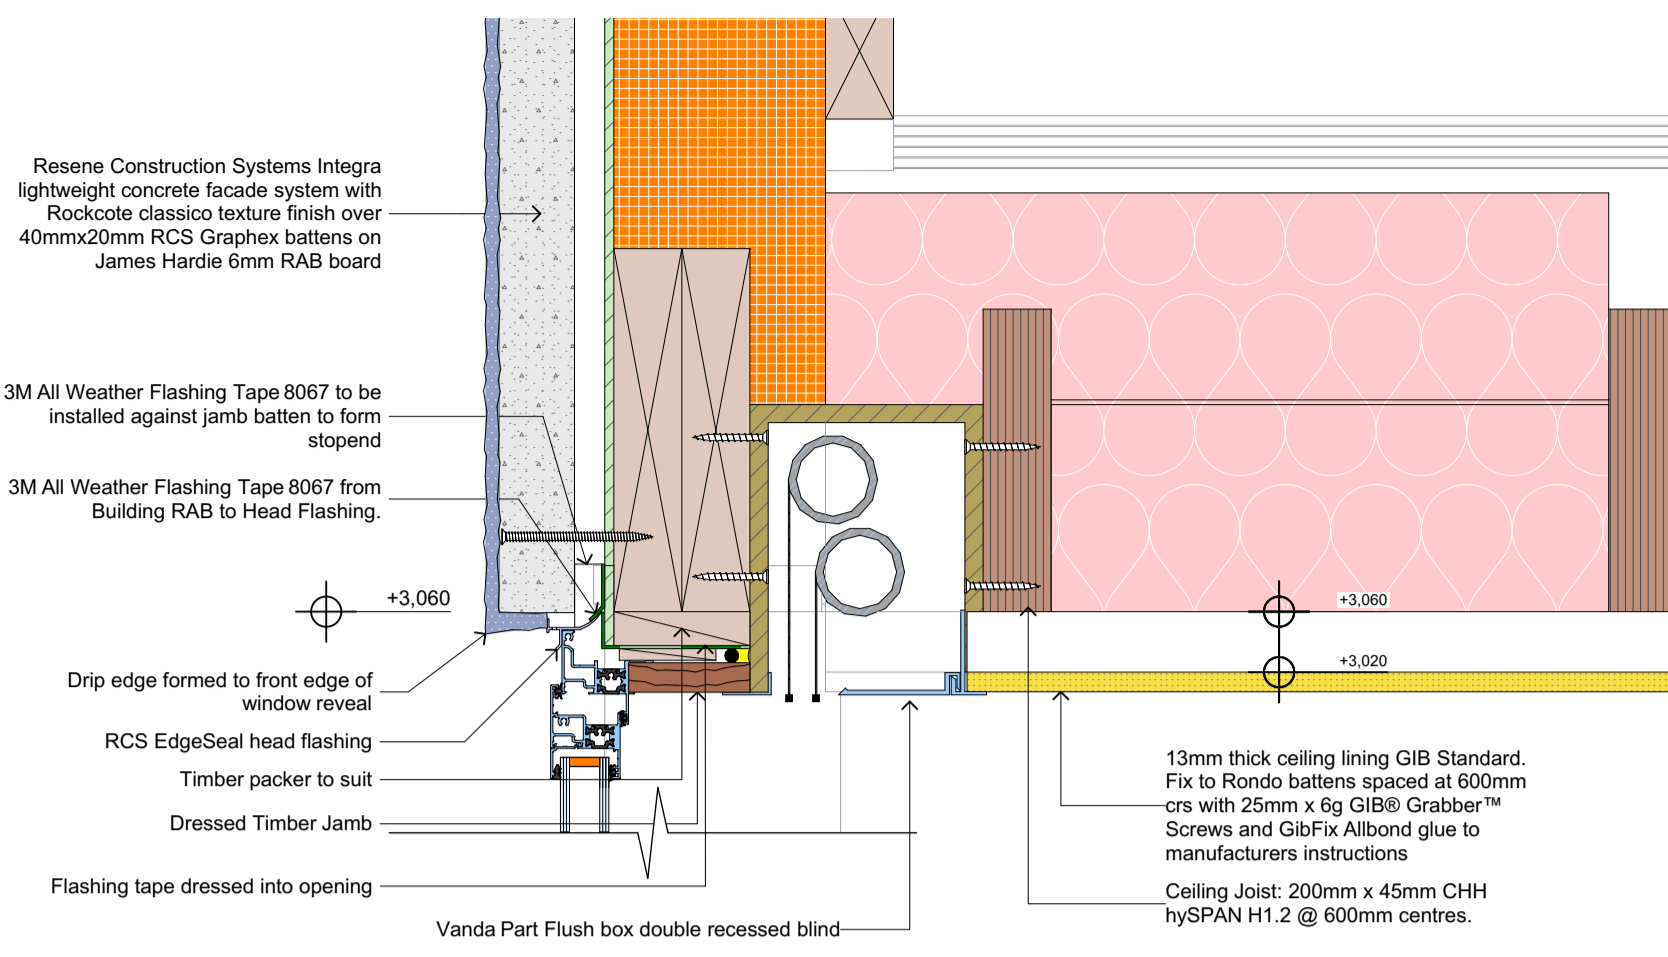 Resene Construction Systems Integra
lightweight concrete facade system with
Rockcote classico texture finish over
40mmx20mm RCS Graphex battens on
James Hardie 6mm RAB board
3M All Weather Flashing Tape 8067 to be
installed against jamb batten to form
stopend
3M All Weather Flashing Tape 8067 from
Building RAB to Head Flashing.
+3,060
Drip edge formed to front edge of
window reveal
RCS EdgeSeal head flashing
Timber packer to suit
Dressed Timber Jamb
Flashing tape dressed into opening
Vanda Part Flush box double recessed blind
+3,060
+3,020
13mm thick ceiling lining GIB Standard.
Fix to Rondo battens spaced at 600mm
crs with 25mm x 6g GIB® Grabber™
Screws and GibFix Allbond glue to
manufacturers instructions
Ceiling Joist: 200mm x 45mm CHH
hySPAN H1.2 @ 600mm centres.